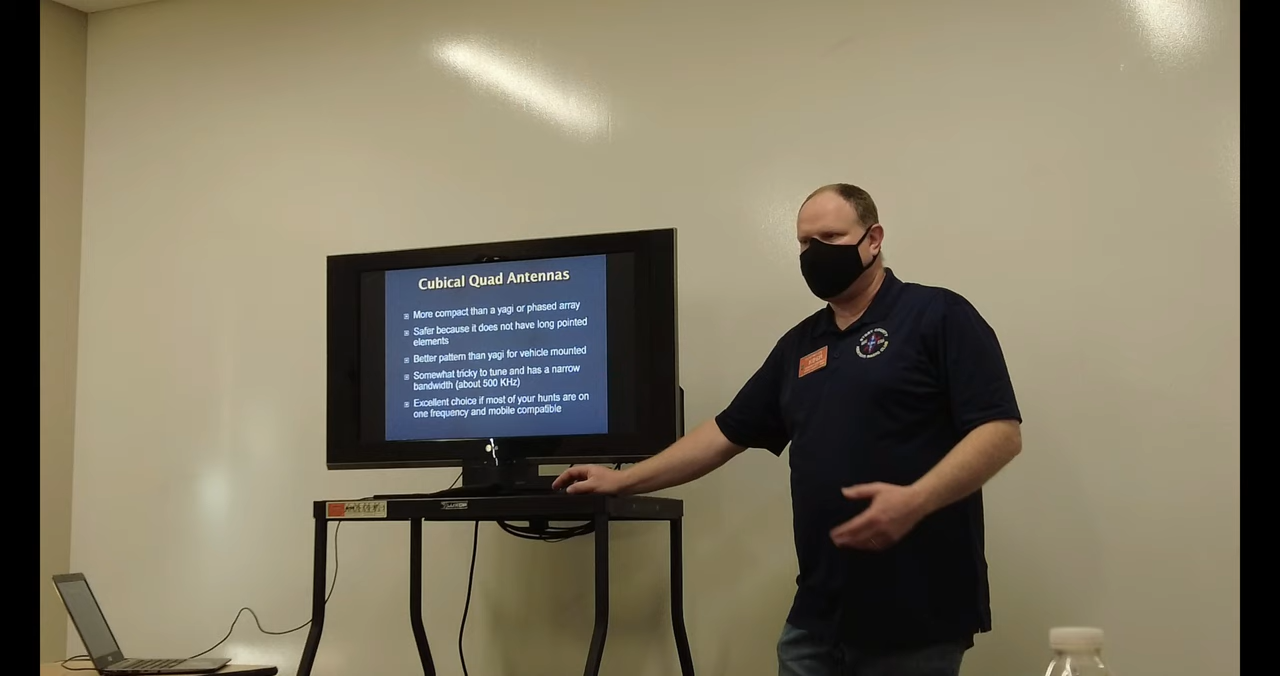 Cubical Quad Antennas
More compact than a yagi or phased array
Safer because it does not have long pointed
elements
Better pattern than yagi for vehicle mounted
Somewhat tricky to tune and has a narrow
bandwidth (about 500 KHz)
Excellent choice if most of your hunts are on
one frequency and mobile compatible
LUXOR